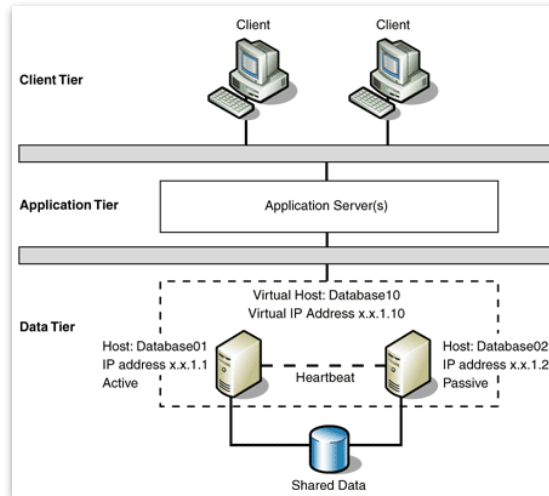 Client
Client
Client Tier
Application Tier
Application Server(s)
Virtual Host: Database10
Virtual IP Address x.x.1.10
Data Tier
Host: Database01
IP address x.x.1.1
Active
Heartbeat
Host: Database02
IP address x.x.1.2
Passive
Shared Data